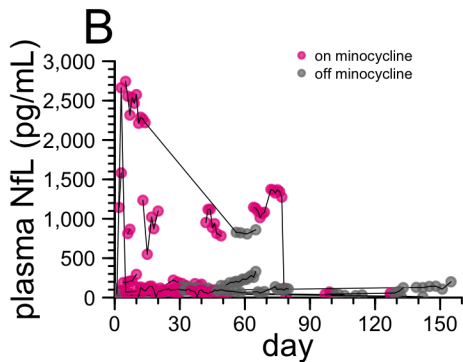 B
on minocycline
off minocycline
plasma NfL (pg/mL)
3,000
2,500
2,000
1,500
1,000
500
0
0 30 60 90 120 150
day